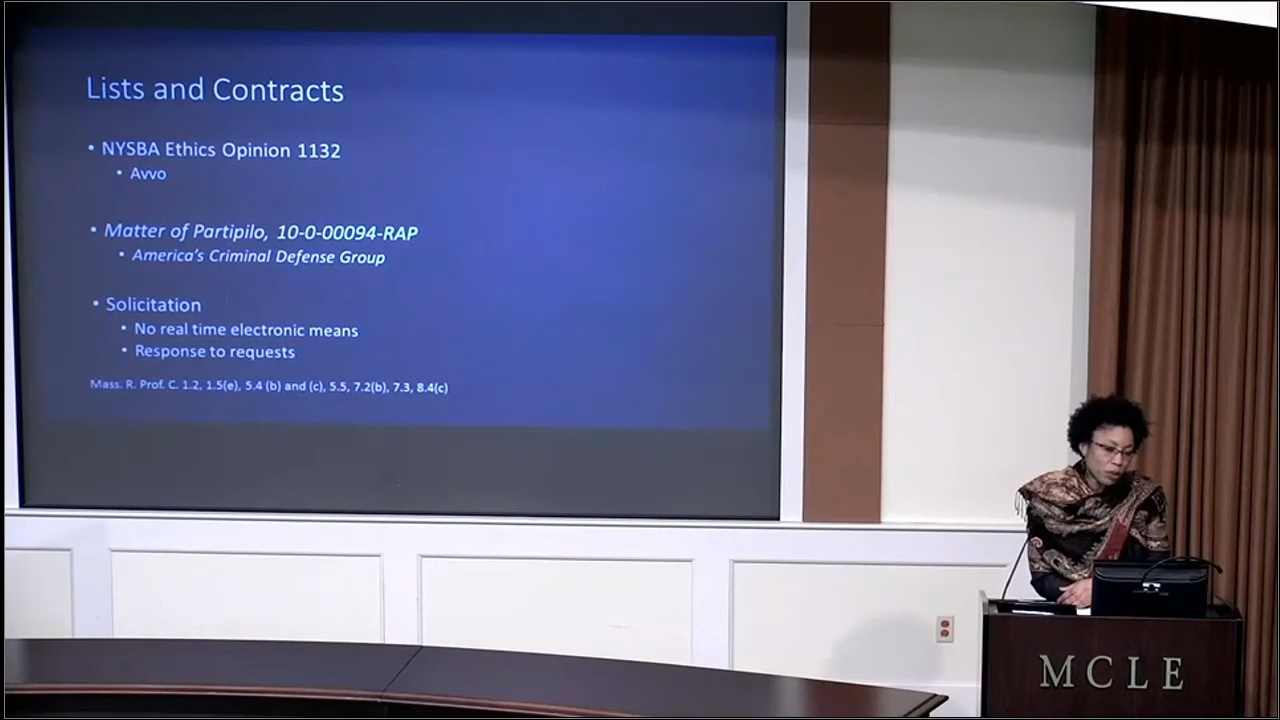 Lists and Contracts
• NYSBA Ethics Opinion 1132
• Avvo
• Matter of Partipilo, 10-0-00094-RAP
• America's Criminal Defense Group
• Solicitation
• No real time electronic means
• Response to requests
Mass. R. Prof. C. 1.2, 1.5(e), 5.4 (b) and (c), 5.5, 7.2(b), 7.3, 8.4(c)
MCLE